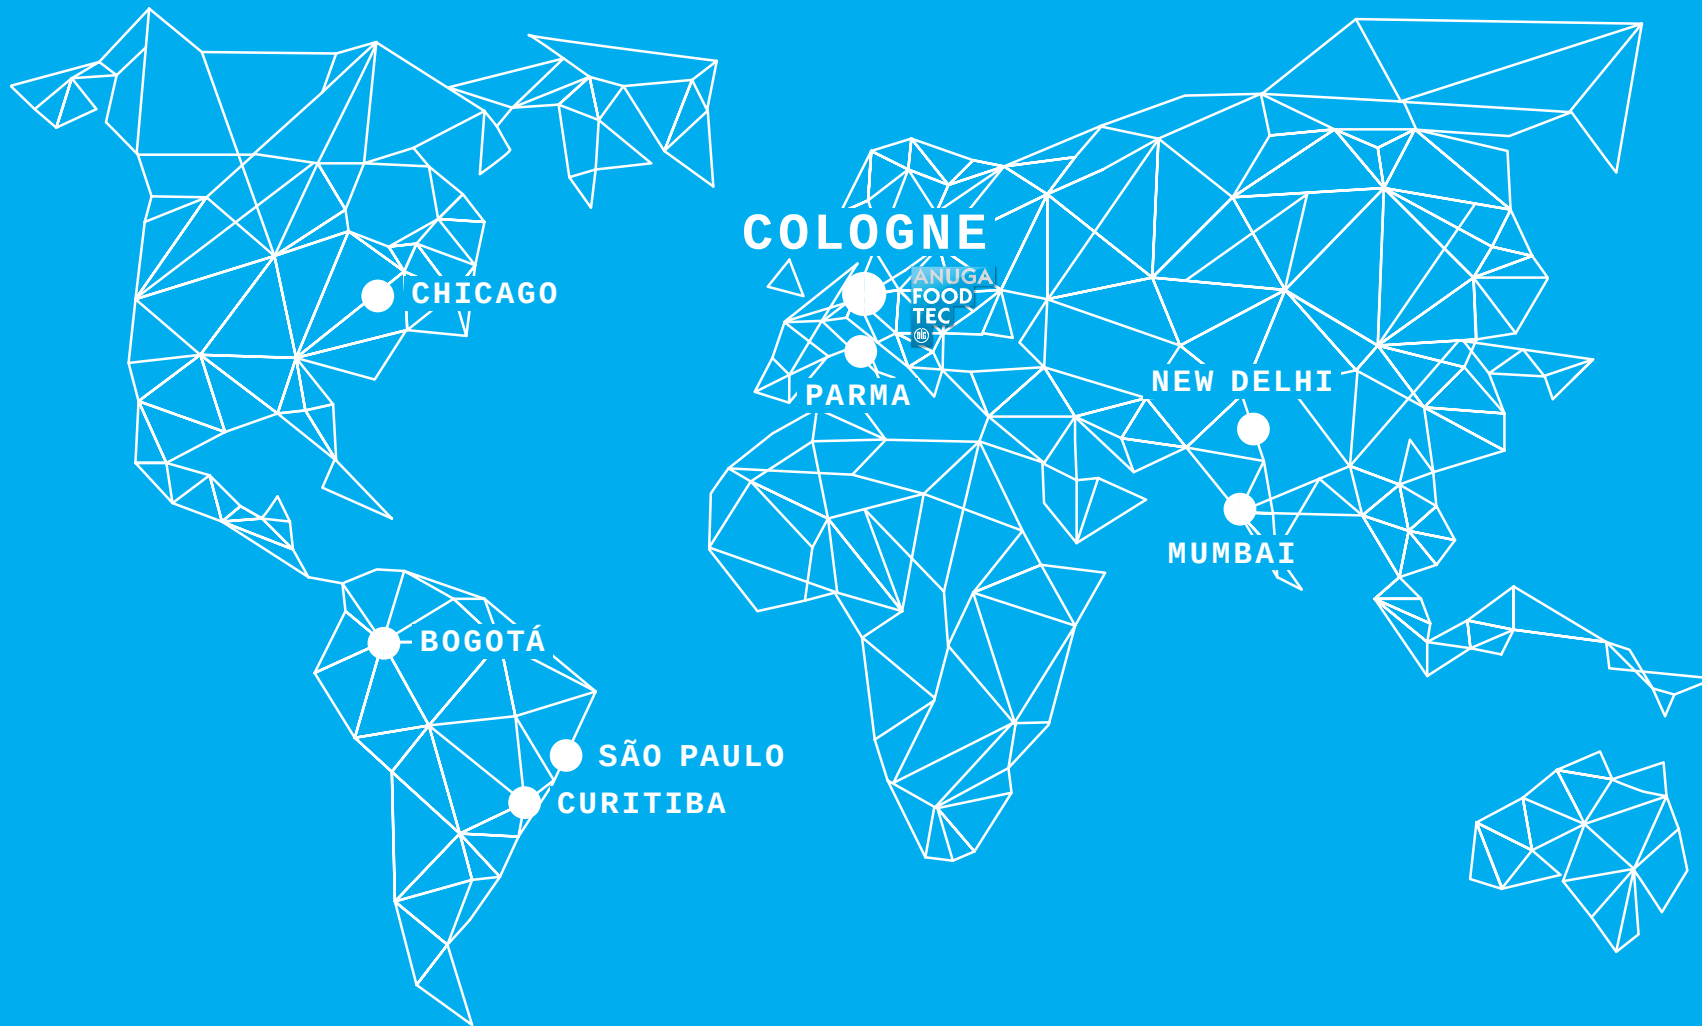 COLOGNE
ANUGA
FOOD
TEC
CHICAGO
PARMA
NEW DELHI
MUMBAI
BOGOTÁ
SÃO PAULO
CURITIBA